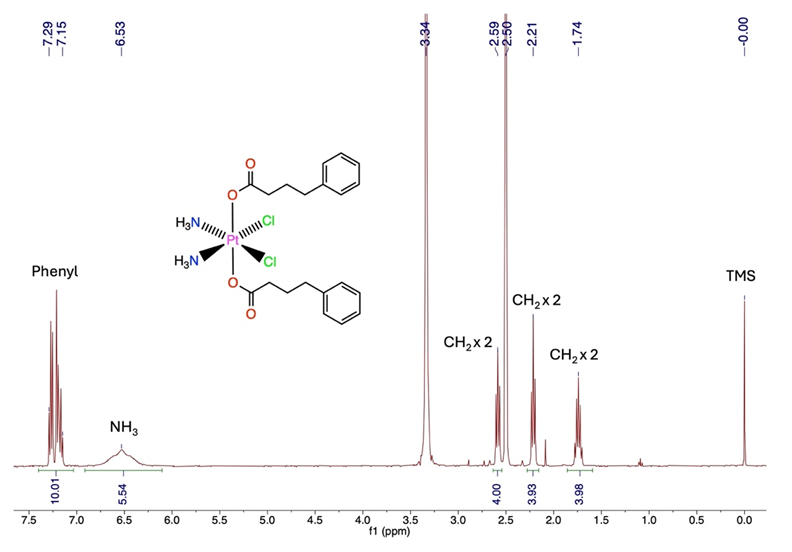 7.29
7.15
6.53
3.34
2.59
2.50
2.21
1.74
-0.00
O
O
H3N
Cl
Pt
H3N
Cl
O
O
Phenyl
TMS
CH2 x 2
CH2 x 2
CH2 x 2
NH3
10.01
5.54
4.00
3.93
3.98
7.5 7.0 6.5 6.0 5.5 5.0 4.5 4.0 3.5 3.0 2.5 2.0 1.5 1.0 0.5 0.0
f1 (ppm)